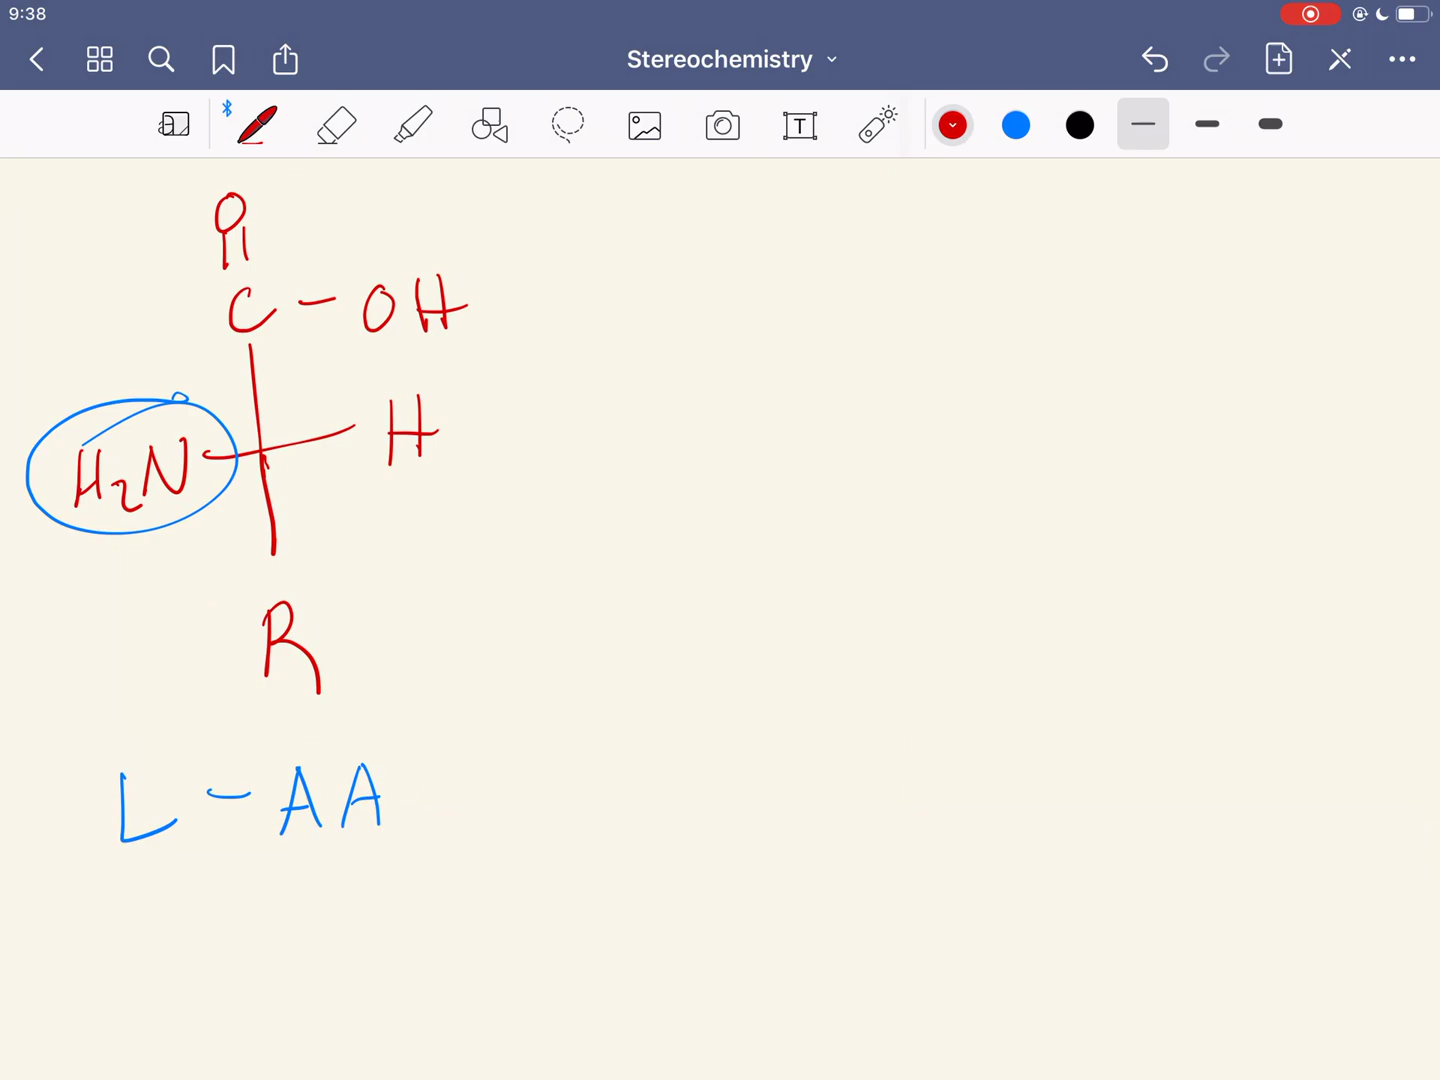 9:38
Stereochemistry
T
O
C - OH
H₂N H
R
L - AA